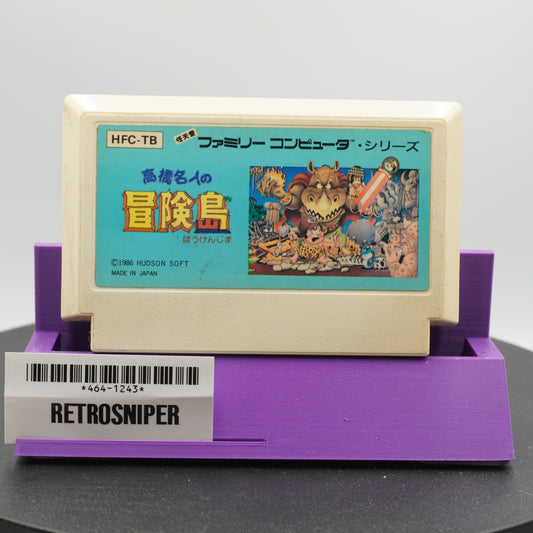 HFC-TB
任天堂 ファミリー コンピュータ™・シリーズ
高橋名人の
冒険島
ぼうけんじま
©1986 HUDSON SOFT
MADE IN JAPAN
*464-1243*
RETROSNIPER